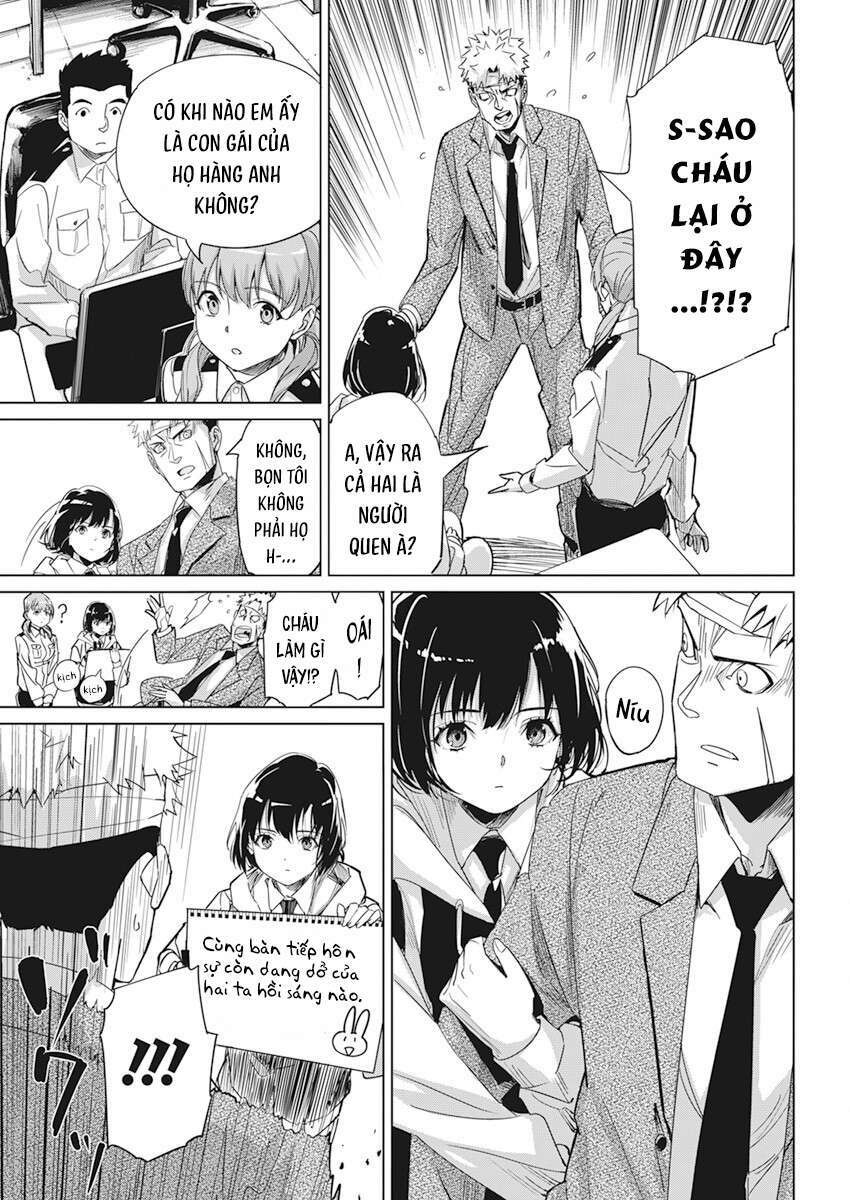 S-SAO
CHÁU
LẠI Ở
ĐÂY
...!?!?
A, VẬY RA
CẢ HAI LÀ
NGƯỜI
QUEN À?
CÓ KHI NÀO EM ẤY
LÀ CON GÁI CỦA
HỌ HÀNG ANH
KHÔNG?
KHÔNG,
BỌN TÔI
KHÔNG
PHẢI HỌ
H-...
Níu
OÁI
!
CHÁU
LÀM GÌ
VẬY!?
?
kịch
kịch
Cùng bàn tiếp hôn
sự còn dang dở của
hai ta hồi sáng nào.
!!!
ジッ